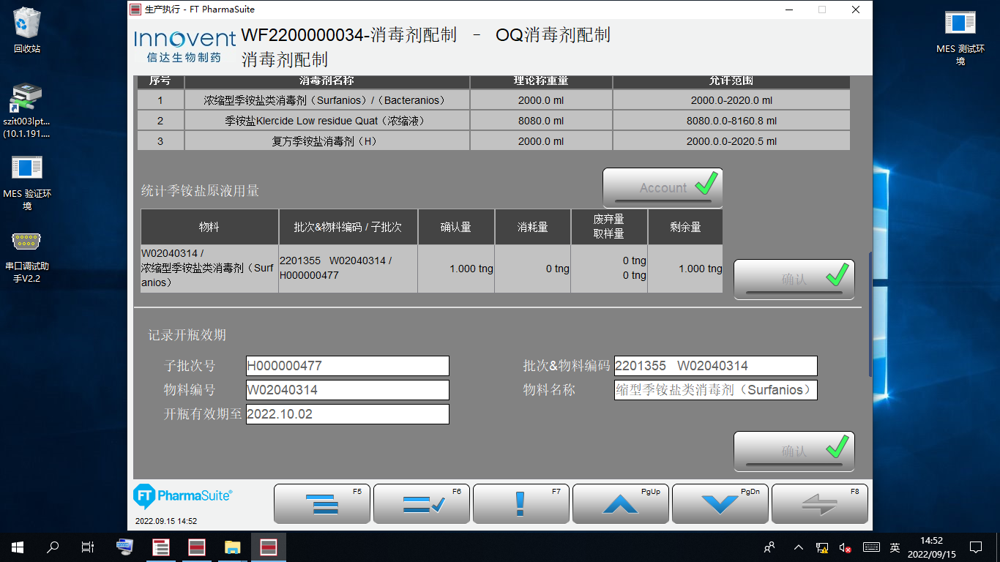 回收站
szit003lpt...
(10.1.191....
MES 验证环
境
串口调试助
手V2.2
MES 测试环
境
生产执行 - FT PharmaSuite
Innovent
信达生物制药
WF2200000034-消毒剂配制 - OQ消毒剂配制
消毒剂配制
序号 消毒剂名称 理论称重量 允许范围
1 浓缩型季铵盐类消毒剂（Surfanios）/（Bacteranios） 2000.0 ml 2000.0-2020.0 ml
2 季铵盐Klercide Low residue Quat（浓缩液） 8080.0 ml 8080.0.0-8160.8 ml
3 复方季铵盐消毒剂（H） 2000.0 ml 2000.0.0-2020.5 ml
统计季铵盐原液用量
Account
物料 批次&物料编码 / 子批次 确认量 消耗量 废弃量 剩余量
取样量
W02040314 /
浓缩型季铵盐类消毒剂（Surf
anios）
2201355 W02040314 /
H000000477
1.000 tng
0 tng
0 tng
0 tng
1.000 tng
确认
记录开瓶效期
子批次号 H000000477 批次&物料编码 2201355 W02040314
物料编号 W02040314 物料名称 缩型季铵盐类消毒剂（Surfanios）
开瓶有效期至 2022.10.02
确认
FT PharmaSuite®
2022.09.15 14:52
F5
F6
F7
PgUp
PgDn
F8
英
14:52
2022/09/15